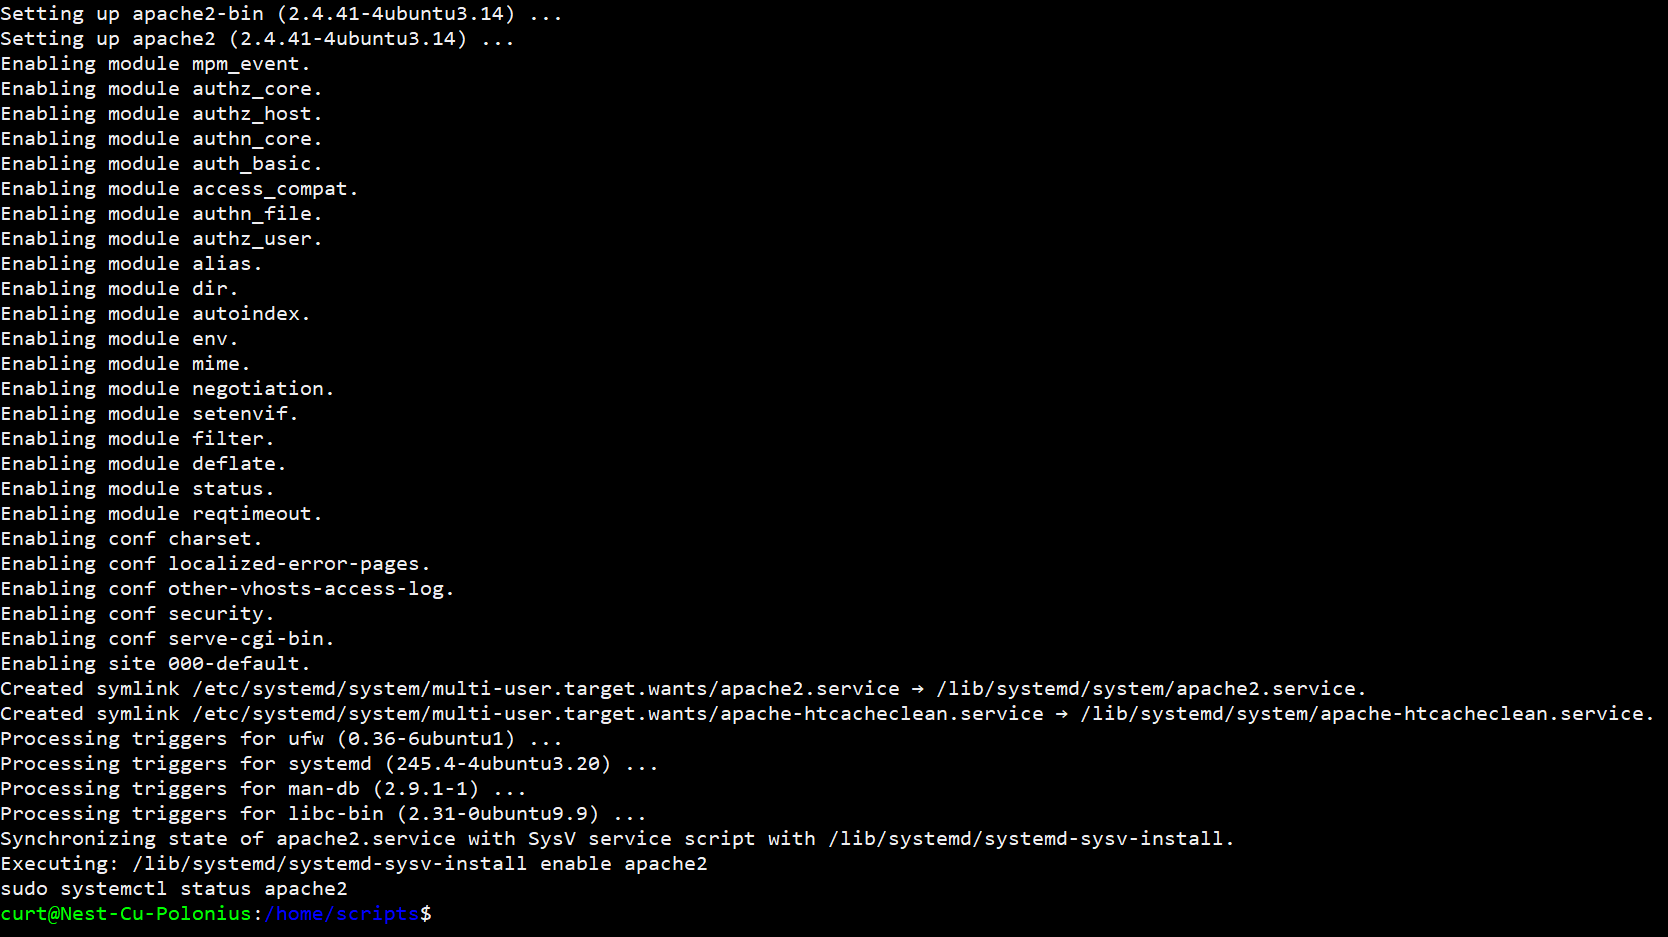 Setting up apache2-bin (2.4.41-4ubuntu3.14) ...
Setting up apache2 (2.4.41-4ubuntu3.14) ...
Enabling module mpm_event.
Enabling module authz_core.
Enabling module authz_host.
Enabling module authn_core.
Enabling module auth_basic.
Enabling module access_compat.
Enabling module authn_file.
Enabling module authz_user.
Enabling module alias.
Enabling module dir.
Enabling module autoindex.
Enabling module env.
Enabling module mime.
Enabling module negotiation.
Enabling module setenvif.
Enabling module filter.
Enabling module deflate.
Enabling module status.
Enabling module reqtimeout.
Enabling conf charset.
Enabling conf localized-error-pages.
Enabling conf other-vhosts-access-log.
Enabling conf security.
Enabling conf serve-cgi-bin.
Enabling site 000-default.
Created symlink /etc/systemd/system/multi-user.target.wants/apache2.service → /lib/systemd/system/apache2.service.
Created symlink /etc/systemd/system/multi-user.target.wants/apache-htcacheclean.service → /lib/systemd/system/apache-htcacheclean.service.
Processing triggers for ufw (0.36-6ubuntu1) ...
Processing triggers for systemd (245.4-4ubuntu3.20) ...
Processing triggers for man-db (2.9.1-1) ...
Processing triggers for libc-bin (2.31-0ubuntu9.9) ...
Synchronizing state of apache2.service with SysV service script with /lib/systemd/systemd-sysv-install.
Executing: /lib/systemd/systemd-sysv-install enable apache2
sudo systemctl status apache2
curt@Nest-Cu-Polonius:/home/scripts$